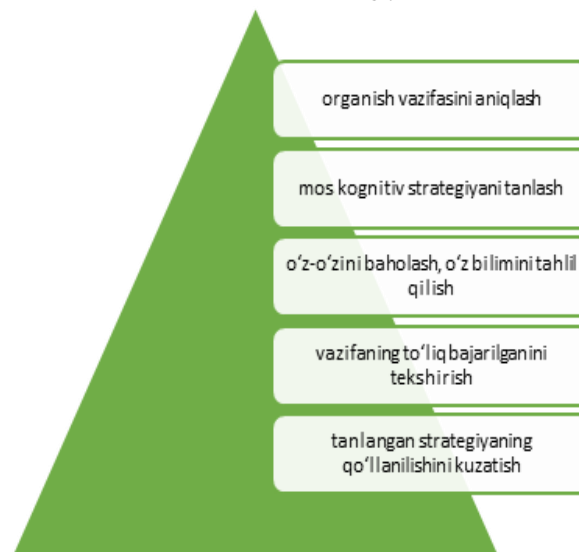 organish vazifasini aniqlash
mos kognitiv strategiyani tanlash
o‘z-o‘zini baholash, o‘z bilimini tahlil
qilish
vazifaning to‘liq bajarilganini
tekshirish
tanlangan strategiyaning
qo‘llanilishini kuzatish